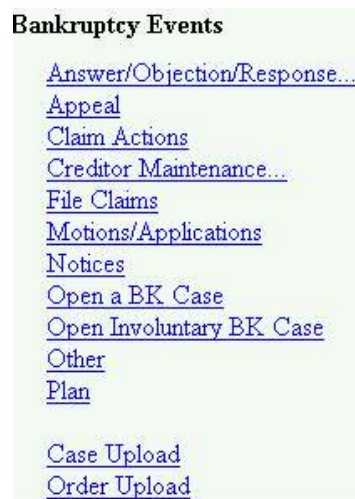 Bankruptcy Events
Answer/Objection/Response...
Appeal
Claim Actions
Creditor Maintenance...
File Claims
Motions/Applications
Notices
Open a BK Case
Open Involuntary BK Case
Other
Plan
Case Upload
Order Upload